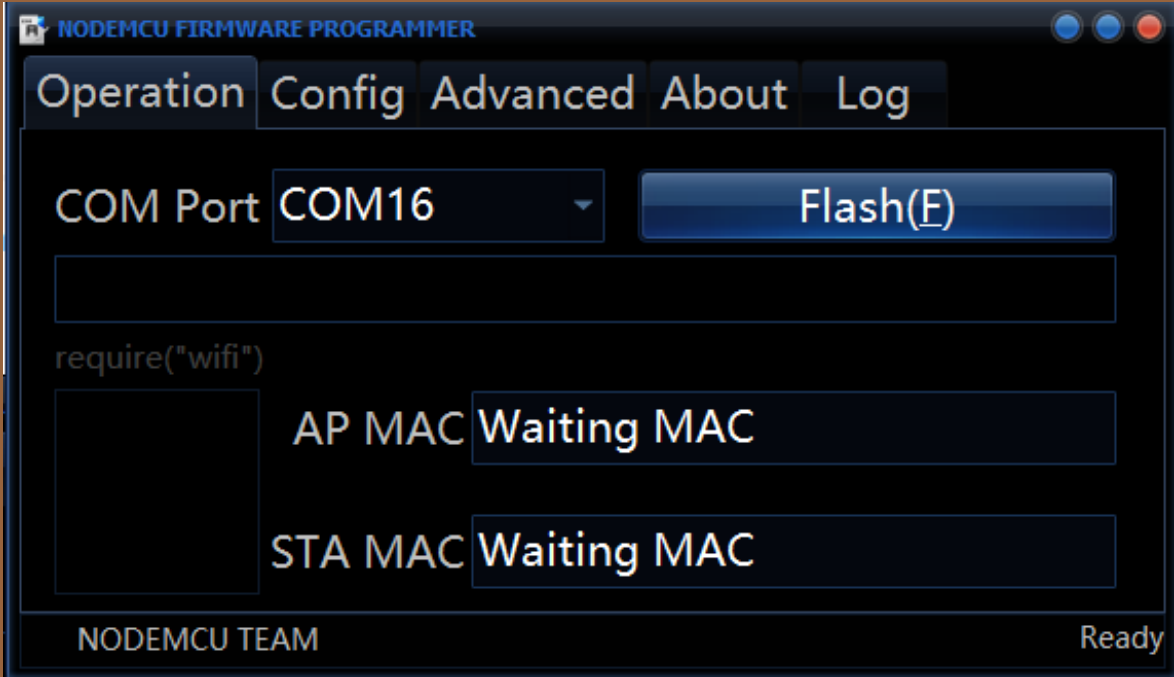 NODEMCU FIRMWARE PROGRAMMER
Operation Config Advanced About Log
COM Port COM16 Flash(F)
require("wifi")
AP MAC Waiting MAC
STA MAC Waiting MAC
NODEMCU TEAM Ready